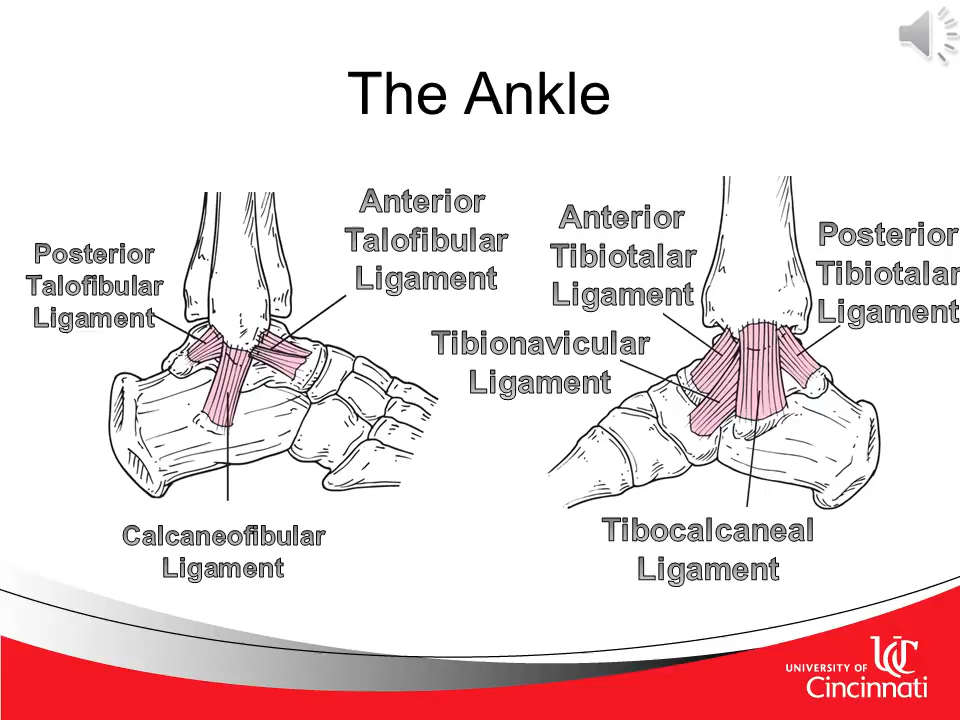 The Ankle
Posterior
Talofibular
Ligament
Anterior
Talofibular
Ligament
Anterior
Tibiotalar
Ligament
Posterior
Tibiotalar
Ligament
Tibionavicular
Ligament
Calcaneofibular
Ligament
Tibocalcaneal
Ligament
UC
UNIVERSITY OF
Cincinnati